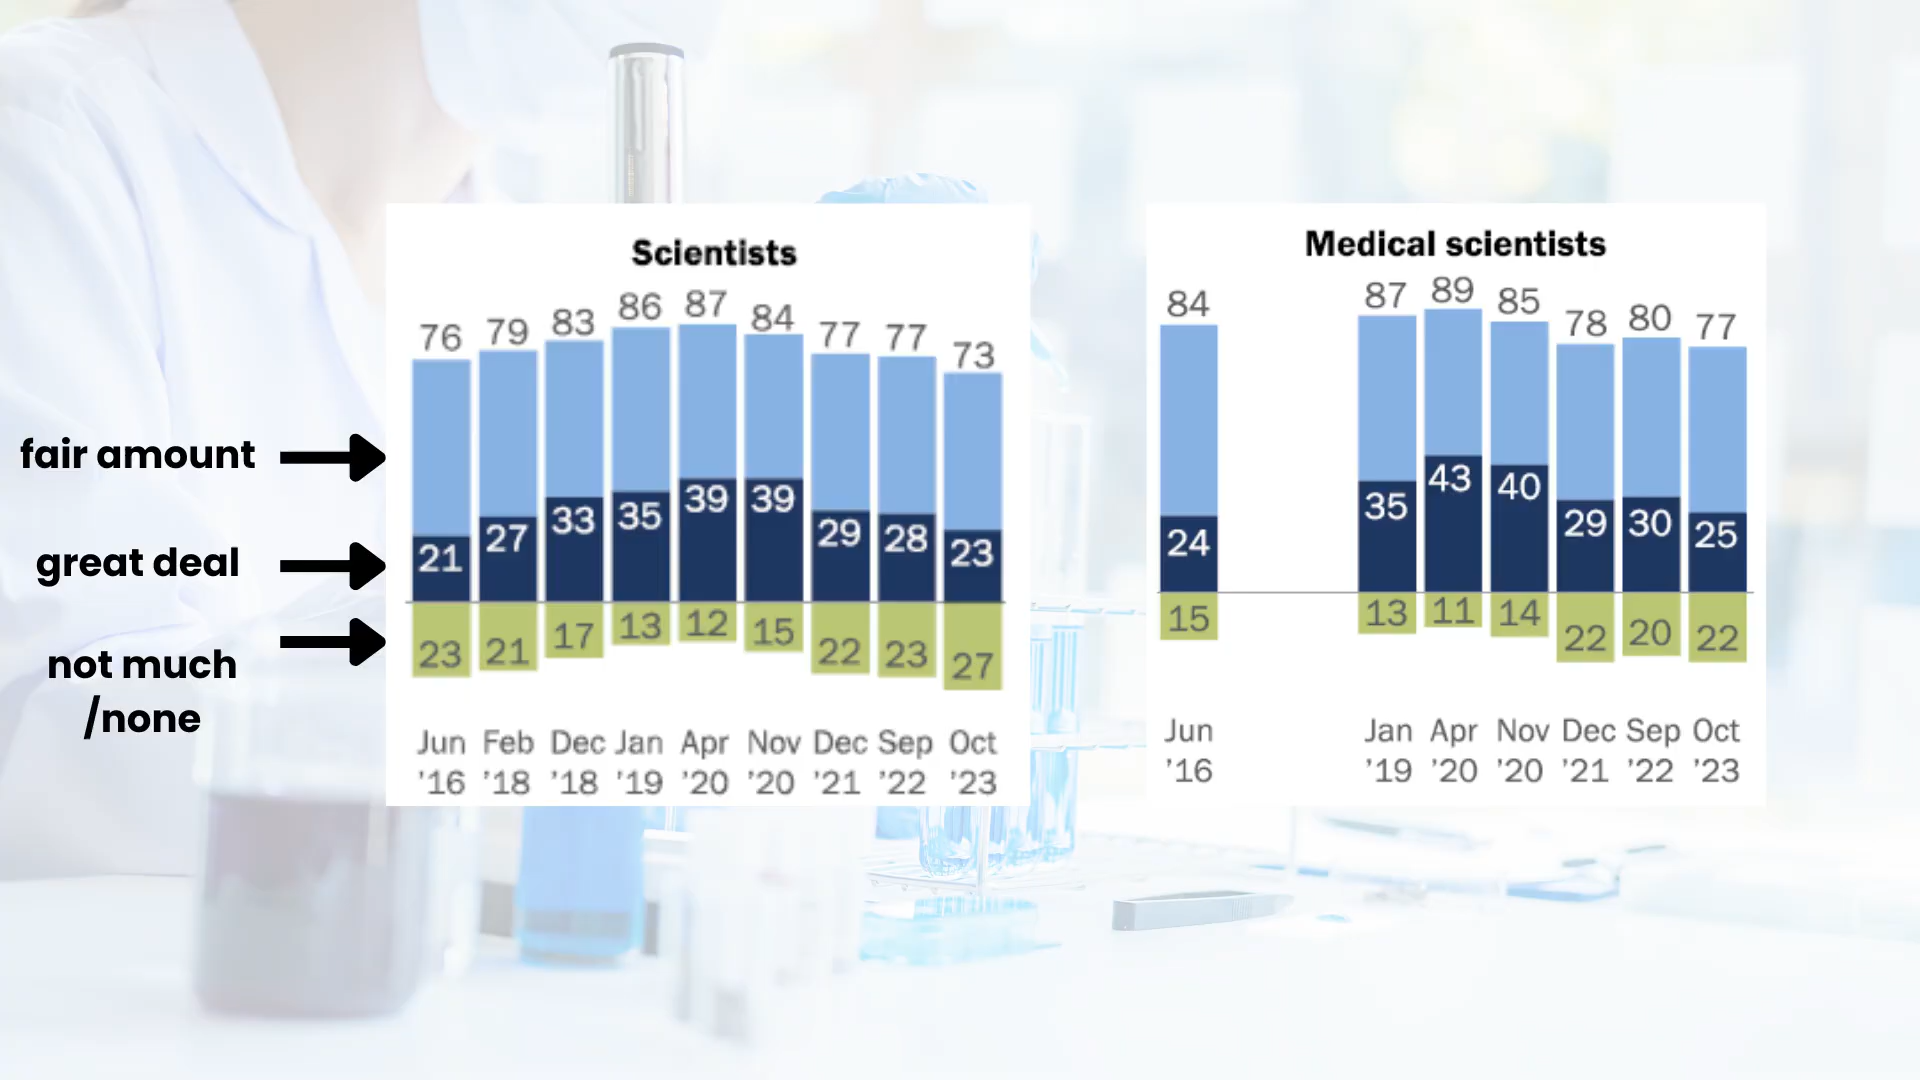 Scientists
76 79 83 86 87 84 77 77 73
21 27 33 35 39 39 29 28 23
23 21 17 13 12 15 22 23 27
Jun Feb Dec Jan Apr Nov Dec Sep Oct
’16 ’18 ’18 ’19 ’20 ’20 ’21 ’22 ’23
Medical scientists
84 87 89 85 78 80 77
24 35 43 40 29 30 25
15 13 11 14 22 20 22
Jun Jan Apr Nov Dec Sep Oct
’16 ’19 ’20 ’20 ’21 ’22 ’23
fair amount
great deal
not much
/none